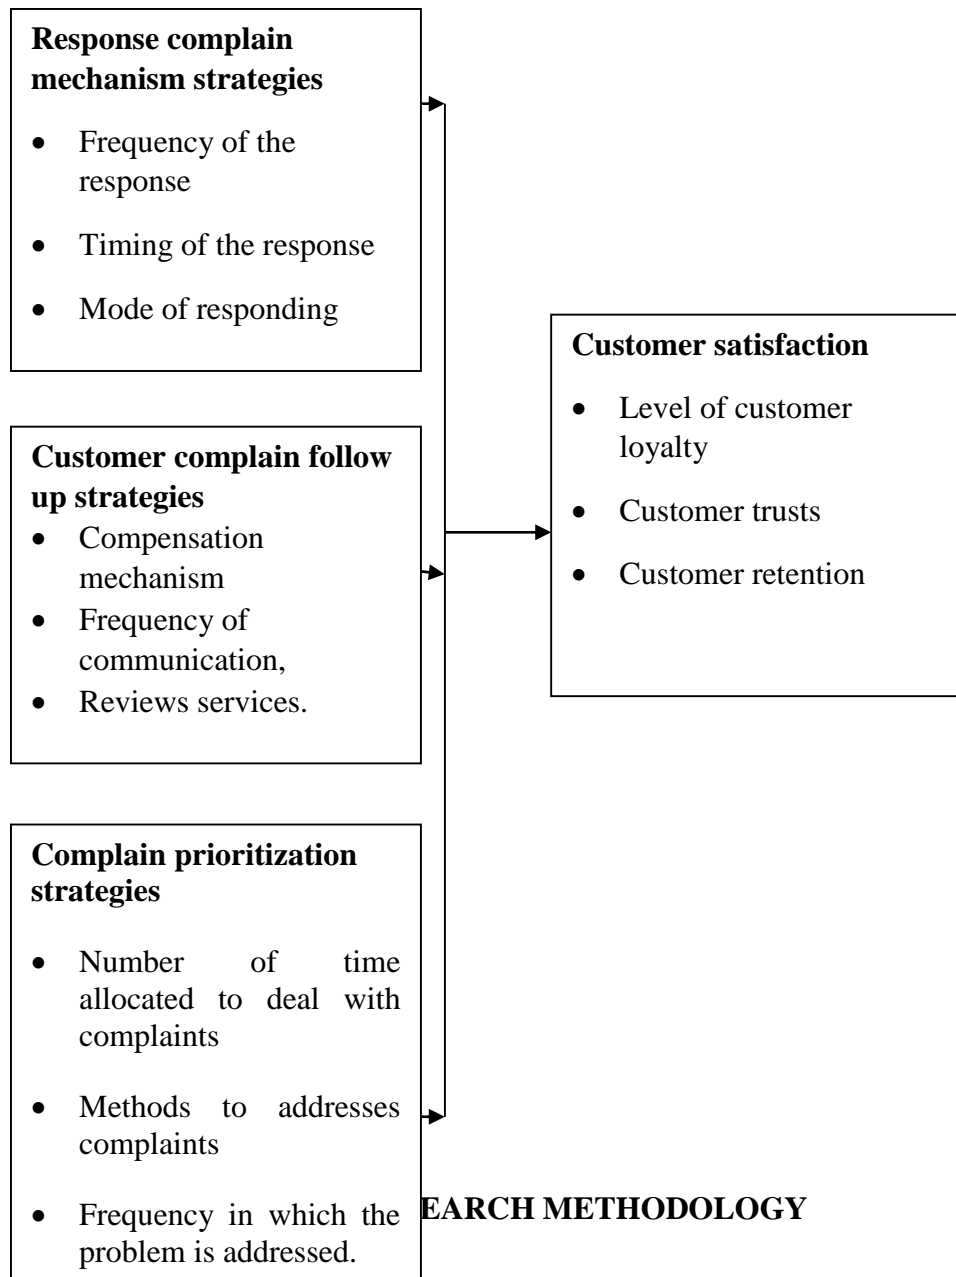 Response complain
mechanism strategies
• Frequency of the
response
• Timing of the response
• Mode of responding
Customer complain follow
up strategies
• Compensation
mechanism
• Frequency of
communication,
• Reviews services.
Complain prioritization
strategies
• Number of time
allocated to deal with
complaints
• Methods to addresses
complaints
• Frequency in which the
problem is addressed.
Customer satisfaction
• Level of customer
loyalty
• Customer trusts
• Customer retention
EARCH METHODOLOGY